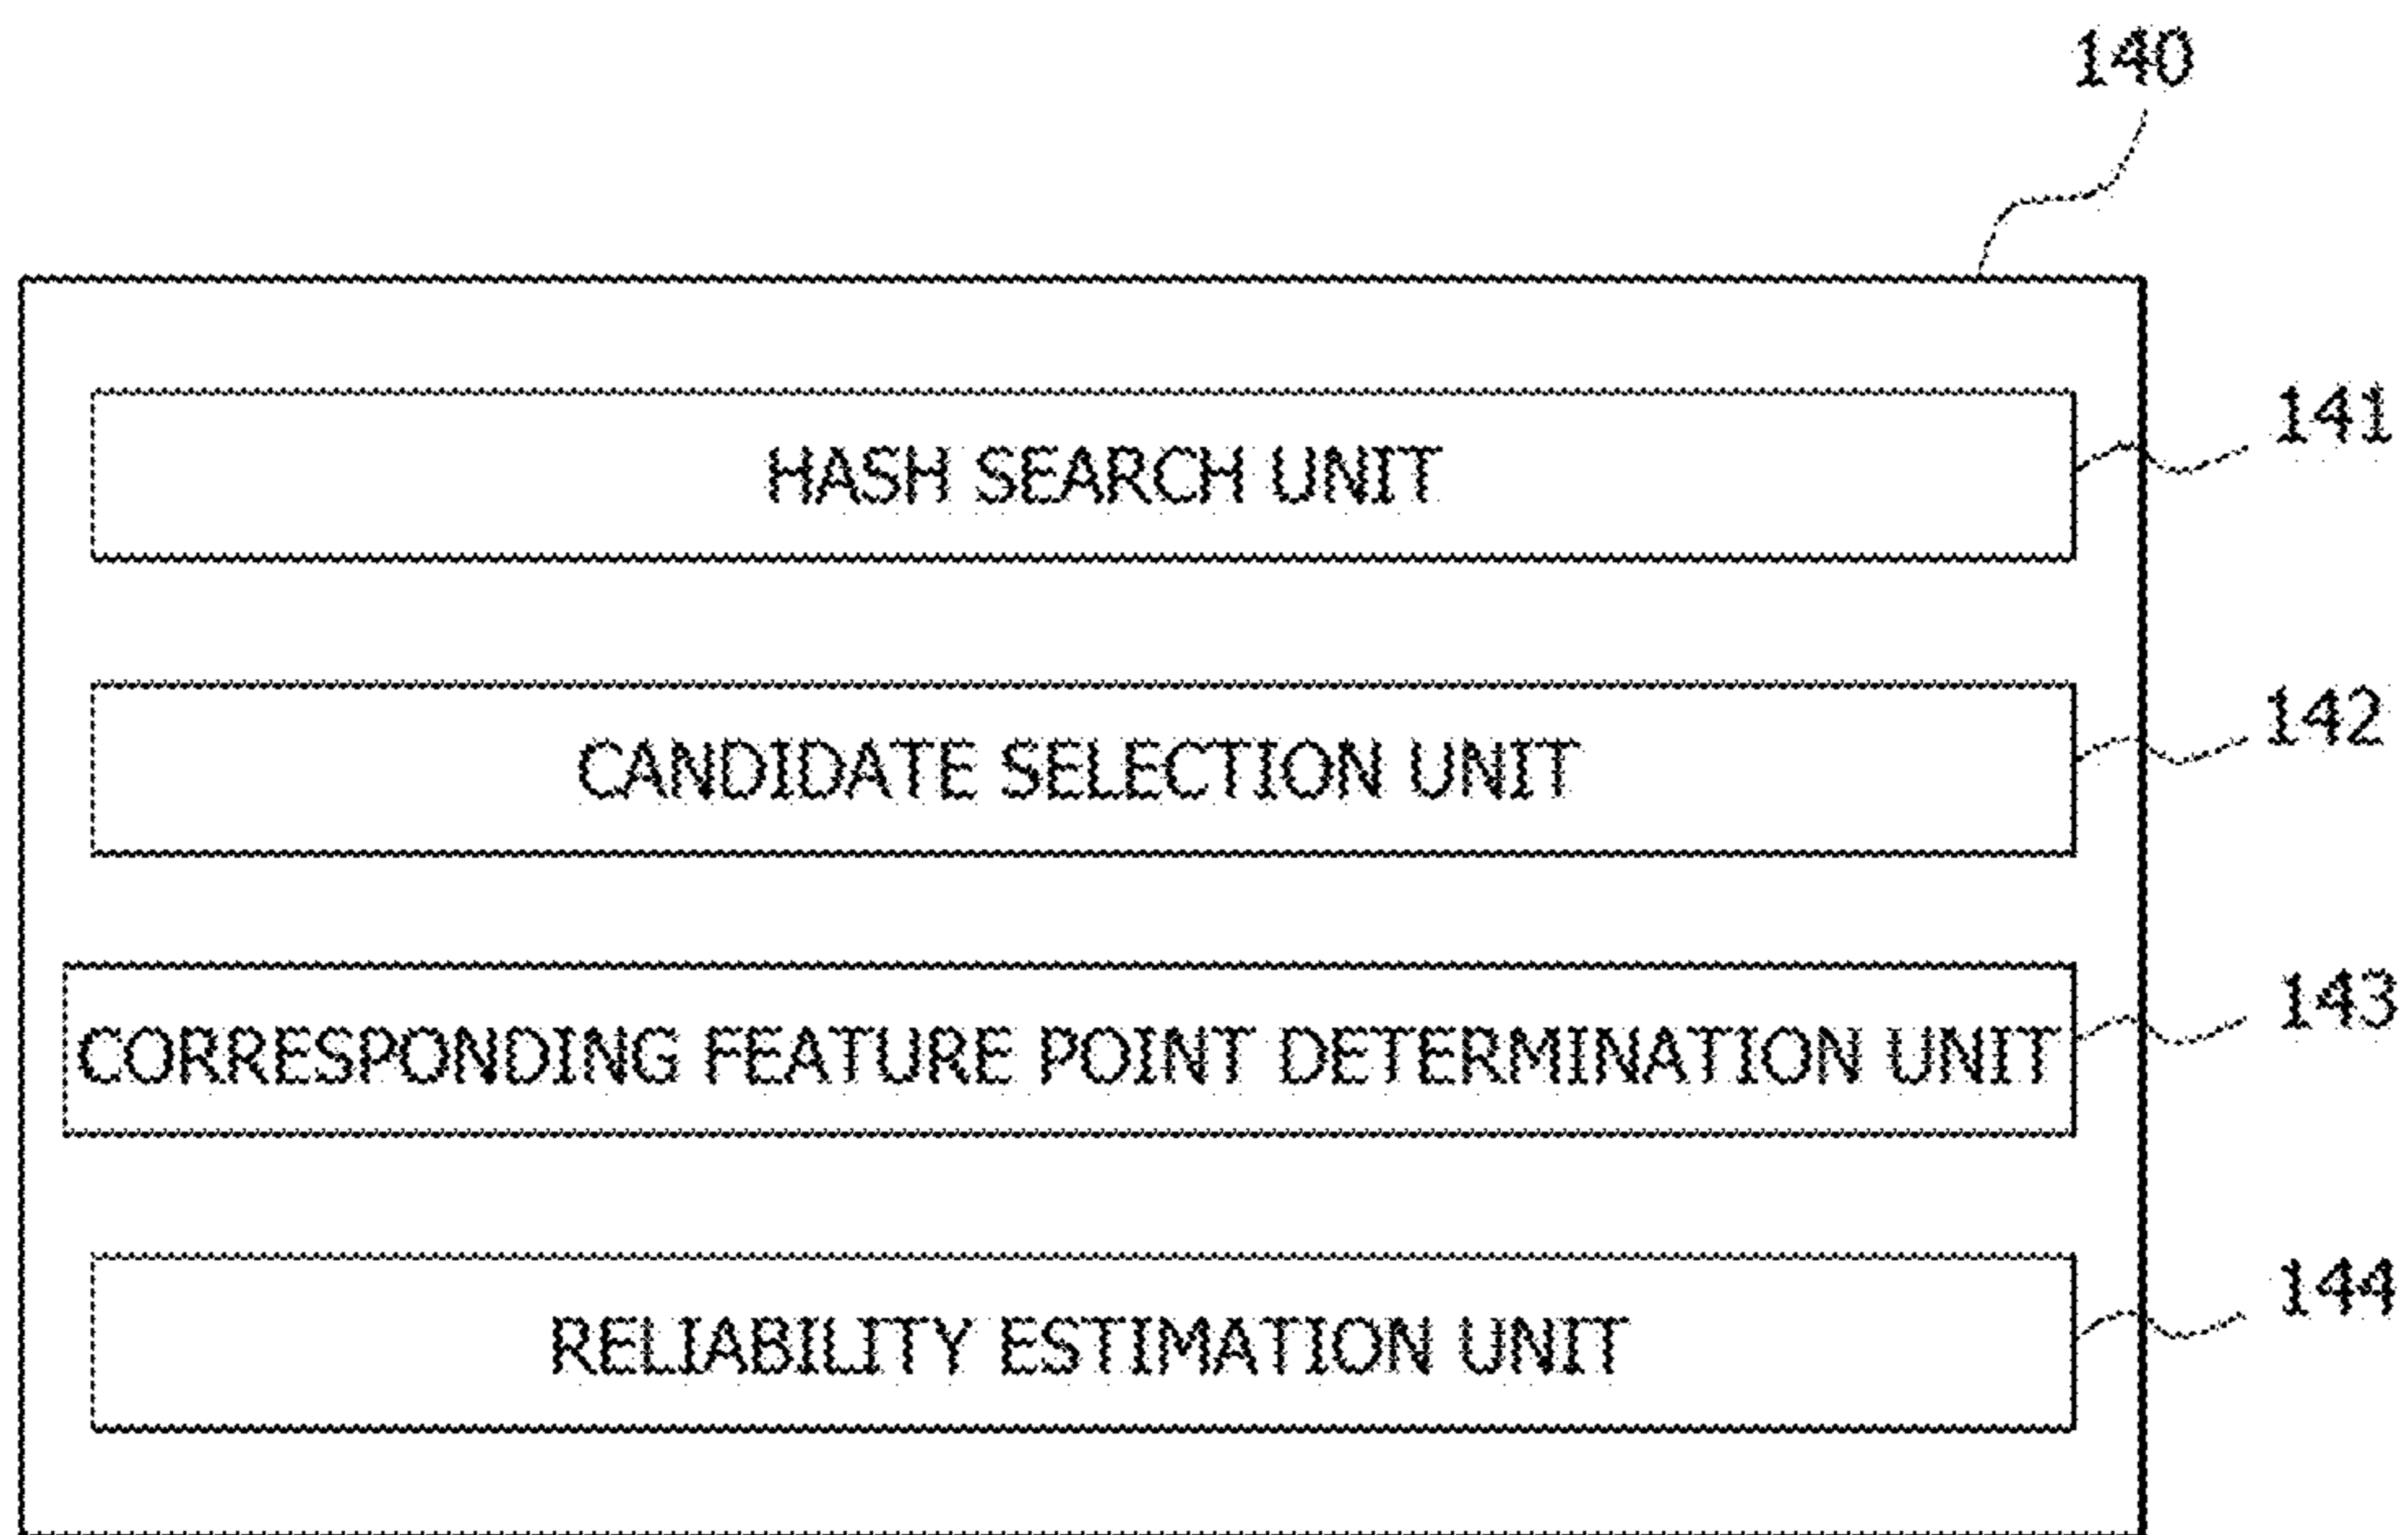 140
HASH SEARCH UNIT
141
CANDIDATE SELECTION UNIT
142
CORRESPONDING FEATURE POINT DETERMINATION UNIT
143
RELIABILITY ESTIMATION UNIT
144